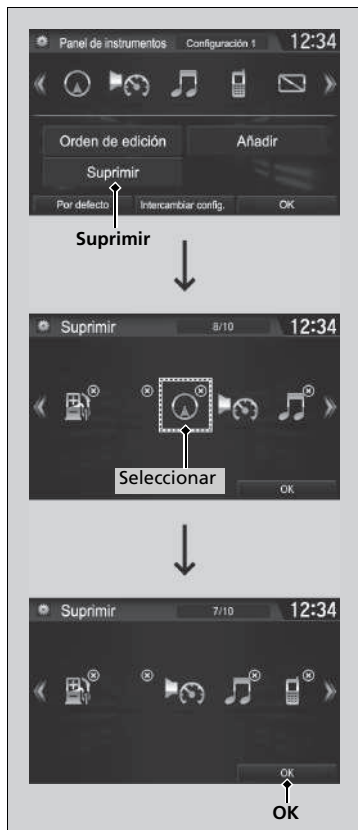 Panel de instrumentos Configuración 1 12:34
Orden de edición Añadir
Suprimir
Por defecto Intercambiar config. OK
Suprimir
Suprimir 8/10 12:34
Seleccionar
OK
Suprimir 7/10 12:34
OK
OK